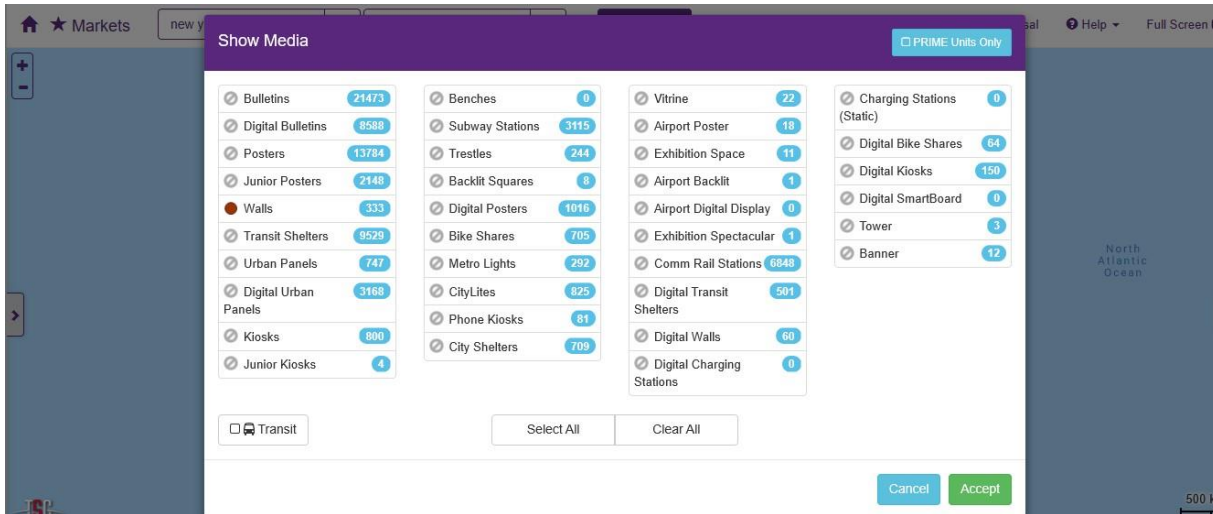 Markets
new y
Help
Full Screen
Show Media
PRIME Units Only
+
-
Bulletins 21473
Digital Bulletins 8588
Posters 13784
Junior Posters 2148
Walls 333
Transit Shelters 9529
Urban Panels 747
Digital Urban 3168
Panels
Kiosks 800
Junior Kiosks 4
Benches 0
Subway Stations 3115
Trestles 244
Backlit Squares 8
Digital Posters 1016
Bike Shares 705
Metro Lights 292
CityLites 825
Phone Kiosks 81
City Shelters 709
Vitrine 22
Airport Poster 18
Exhibition Space 11
Airport Backlit 1
Airport Digital Display 0
Exhibition Spectacular 1
Comm Rail Stations 6848
Digital Transit 501
Shelters
Digital Walls 60
Digital Charging 0
Stations
Charging Stations 0
(Static)
Digital Bike Shares 64
Digital Kiosks 150
Digital SmartBoard 0
Tower 3
Banner 12
North
Atlantic
Ocean
Transit
Select All
Clear All
Cancel
Accept
500